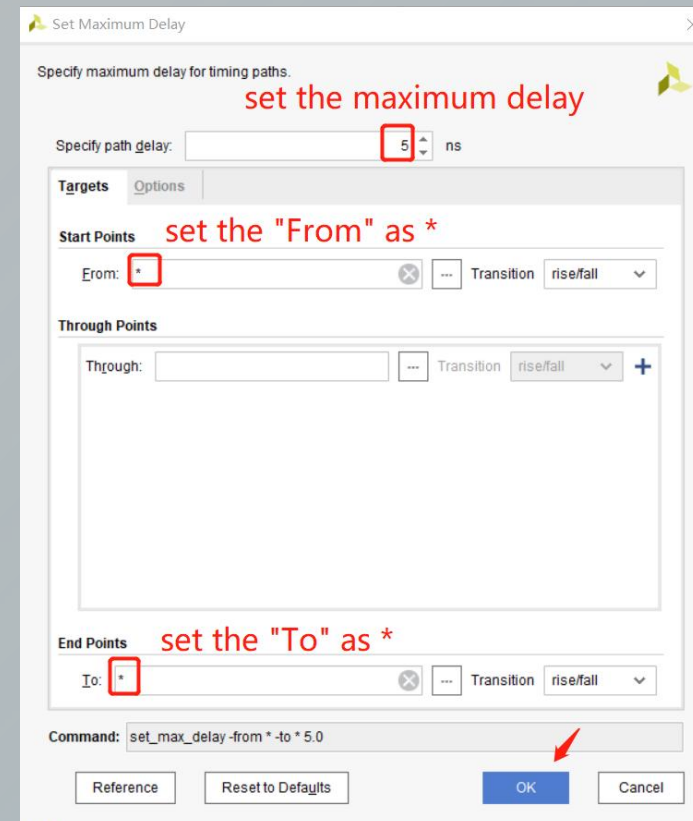 Set Maximum Delay
Specify maximum delay for timing paths.
set the maximum delay
Specify path delay: 5 ns
Targets Options
Start Points set the "From" as *
From: * ... Transition rise/fall
Through Points
Through: ... Transition rise/fall +
End Points set the "To" as *
To: * ... Transition rise/fall
Command: set_max_delay -from * -to * 5.0
Reference Reset to Defaults OK Cancel